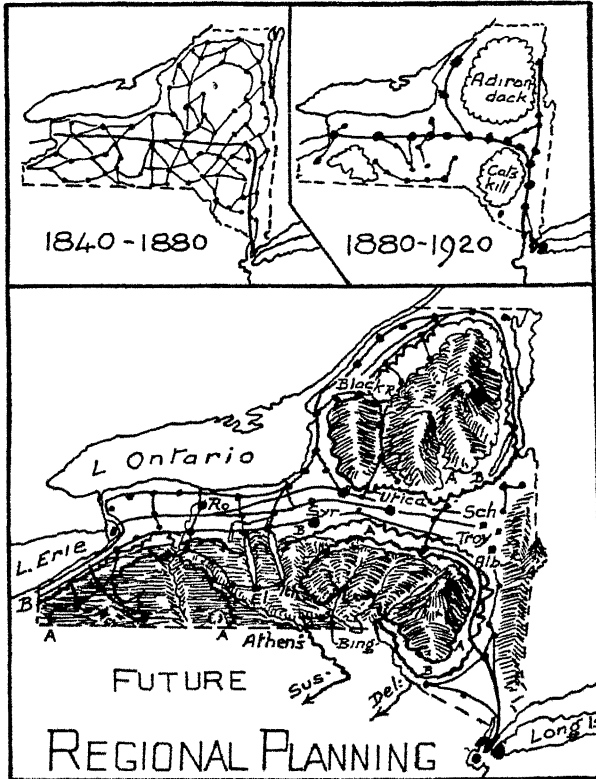 Adiron
dack
Cats
kill
1840-1880
1880-1920
Black R.
L Ontario
A B
Ro
Utica
Sch
Syr
B
A
Troy
Alb
L. Erie
B
El
A
A
A
Athens
Bing
B
FUTURE
Sus.
Del.
Long Is
REGIONAL PLANNING